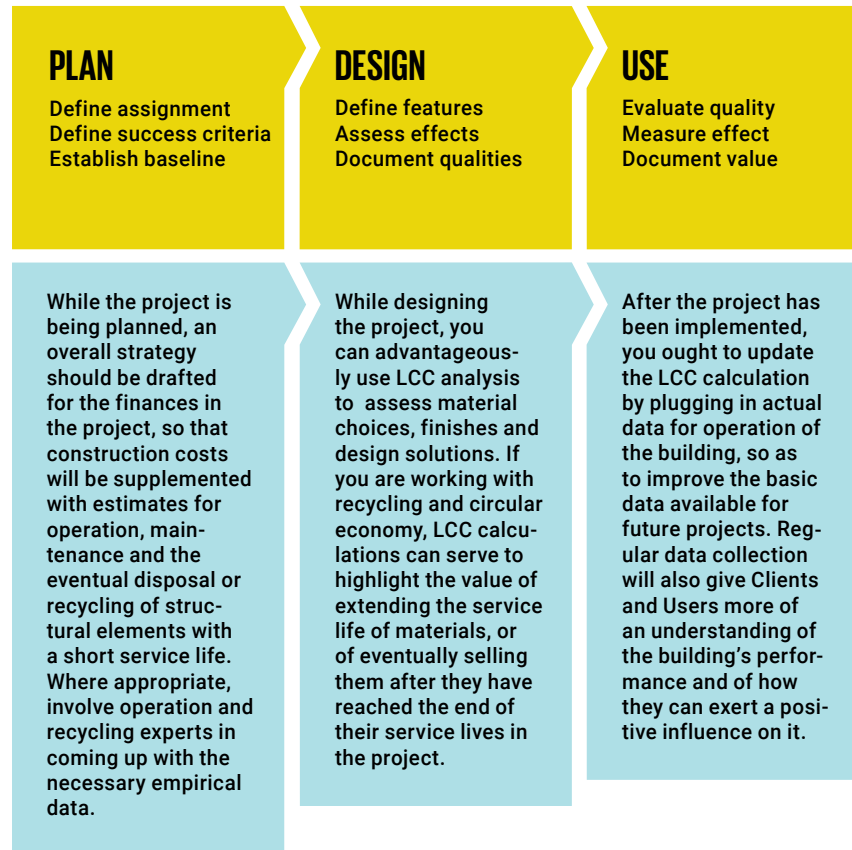 PLAN
Define assignment
Define success criteria
Establish baseline
DESIGN
Define features
Assess effects
Document qualities
USE
Evaluate quality
Measure effect
Document value
While the project is
being planned, an
overall strategy
should be drafted
for the finances in
the project, so that
construction costs
will be supplemented
with estimates for
operation, main-
tenance and the
eventual disposal or
recycling of struc-
tural elements with
a short service life.
Where appropriate,
involve operation and
recycling experts in
coming up with the
necessary empirical
data.
While designing
the project, you
can advantageous-
ly use LCC analysis
to assess material
choices, finishes and
design solutions. If
you are working with
recycling and circular
economy, LCC calcu-
lations can serve to
highlight the value of
extending the service
life of materials, or
of eventually selling
them after they have
reached the end of
their service lives in
the project.
After the project has
been implemented,
you ought to update
the LCC calculation
by plugging in actual
data for operation of
the building, so as
to improve the basic
data available for
future projects. Reg-
ular data collection
will also give Clients
and Users more of
an understanding of
the building's perfor-
mance and of how
they can exert a posi-
tive influence on it.